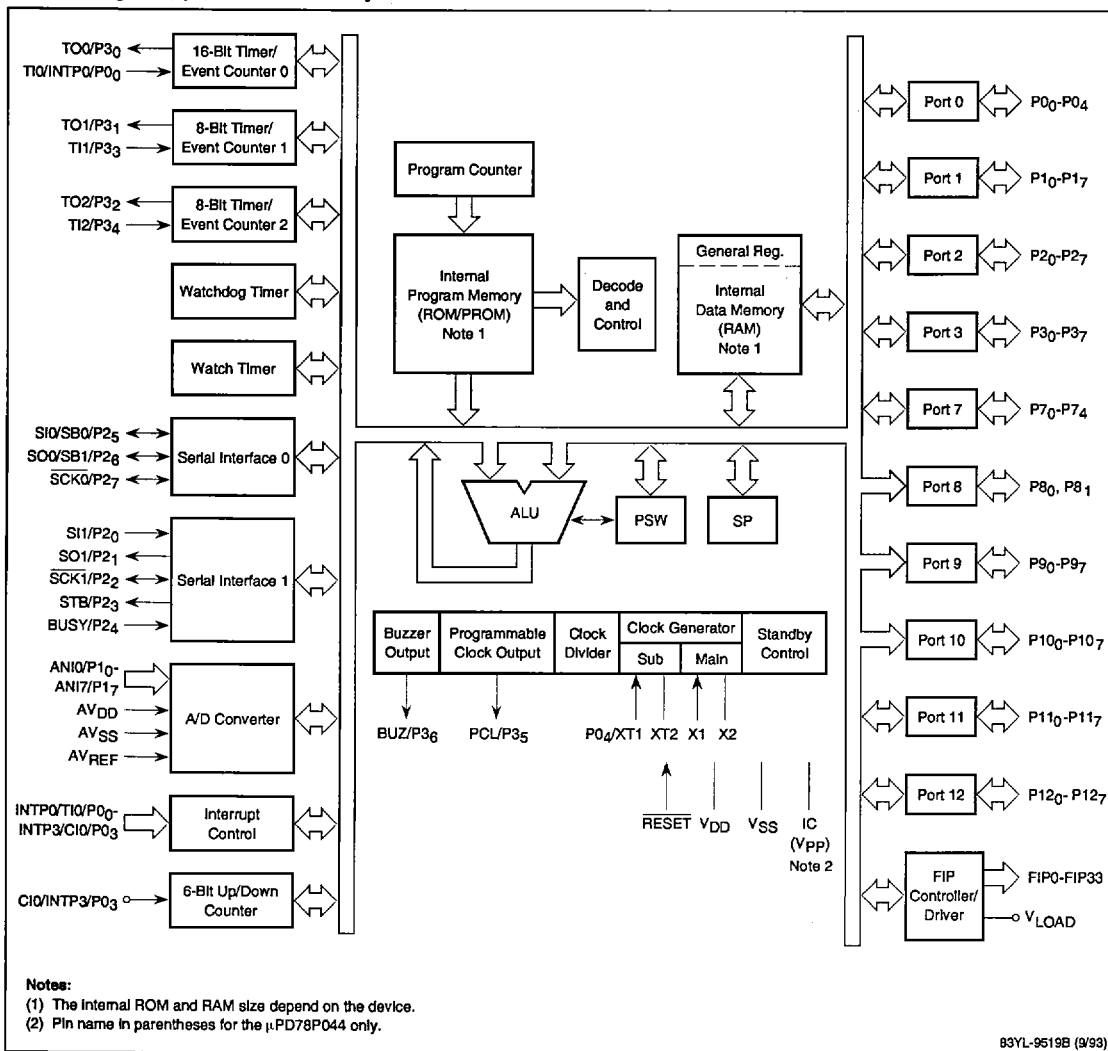 TO0/P3₀
TI0/INTP0/P0₀
16-Bit Timer/
Event Counter 0
TO1/P3₁
TI1/P3₃
8-Bit Timer/
Event Counter 1
TO2/P3₂
TI2/P3₄
8-Bit Timer/
Event Counter 2
Watchdog Timer
Watch Timer
SI0/SB0/P2₅
SO0/SB1/P2₆
S̅C̅K̅0̅/P2₇
Serial Interface 0
SI1/P2₀
SO1/P2₁
S̅C̅K̅1̅/P2₂
STB/P2₃
BUSY/P2₄
Serial Interface 1
ANI0/P1₀-
ANI7/P1₇
AVDD
AVSS
AVREF
A/D Converter
INTP0/TI0/P0₀-
INTP3/CI0/P0₃
Interrupt
Control
CI0/INTP3/P0₃
6-Bit Up/Down
Counter
Program Counter
Internal
Program Memory
(ROM/PROM)
Note 1
Decode
and
Control
General Reg.
Internal
Data Memory
(RAM)
Note 1
ALU
PSW
SP
Buzzer
Output
Programmable
Clock Output
Clock
Divider
Clock Generator
Sub
Main
Standby
Control
BUZ/P3₆
PCL/P3₅
P0₄/XT1
XT2
X1
X2
R̅E̅S̅E̅T̅
VDD
VSS
IC
(VPP)
Note 2
Port 0
P0₀-P0₄
Port 1
P1₀-P1₇
Port 2
P2₀-P2₇
Port 3
P3₀-P3₇
Port 7
P7₀-P7₄
Port 8
P8₀, P8₁
Port 9
P9₀-P9₇
Port 10
P10₀-P10₇
Port 11
P11₀-P11₇
Port 12
P12₀- P12₇
FIP
Controller/
Driver
FIP0-FIP33
VLOAD
Notes:
(1) The internal ROM and RAM size depend on the device.
(2) Pin name in parentheses for the µPD78P044 only.
83YL-9519B (9/93)